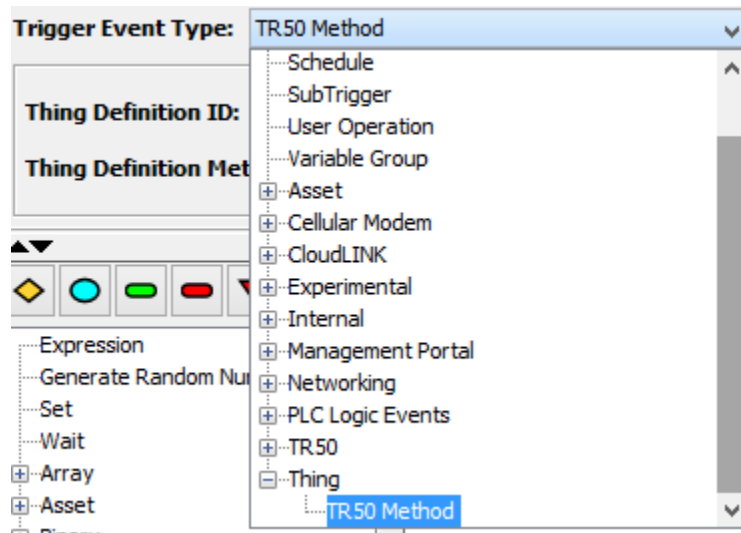 Trigger Event Type: TR50 Method
Schedule
SubTrigger
User Operation
Variable Group
Asset
Cellular Modem
CloudLINK
Experimental
Internal
Management Portal
Networking
PLC Logic Events
TR50
Thing
TR50 Method
Thing Definition ID:
Thing Definition Met
Expression
Generate Random Nu
Set
Wait
Array
Asset